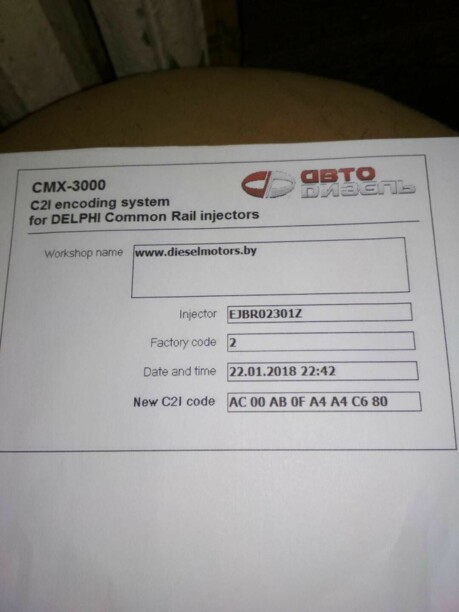 CMX-3000
C2I encoding system
for DELPHI Common Rail injectors
АВТО
ДИЗЕЛЬ
Workshop name www.dieselmotors.by
Injector EJBR02301Z
Factory code 2
Date and time 22.01.2018 22:42
New C2I code AC 00 AB 0F A4 A4 C6 80